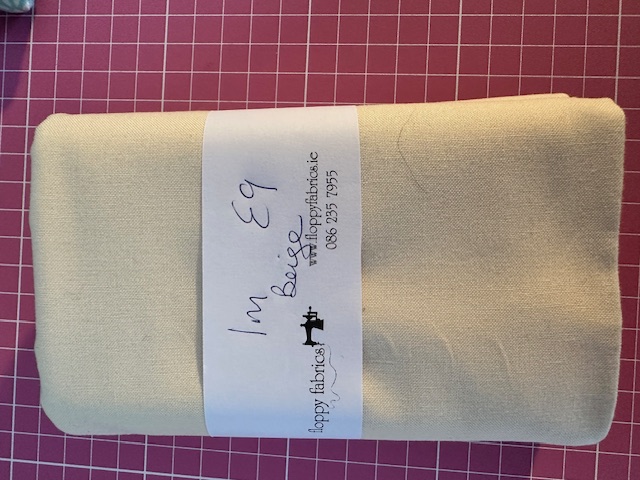 1m €9
Beige
floppy fabrics
www.floppyfabrics.ie
086 235 7955